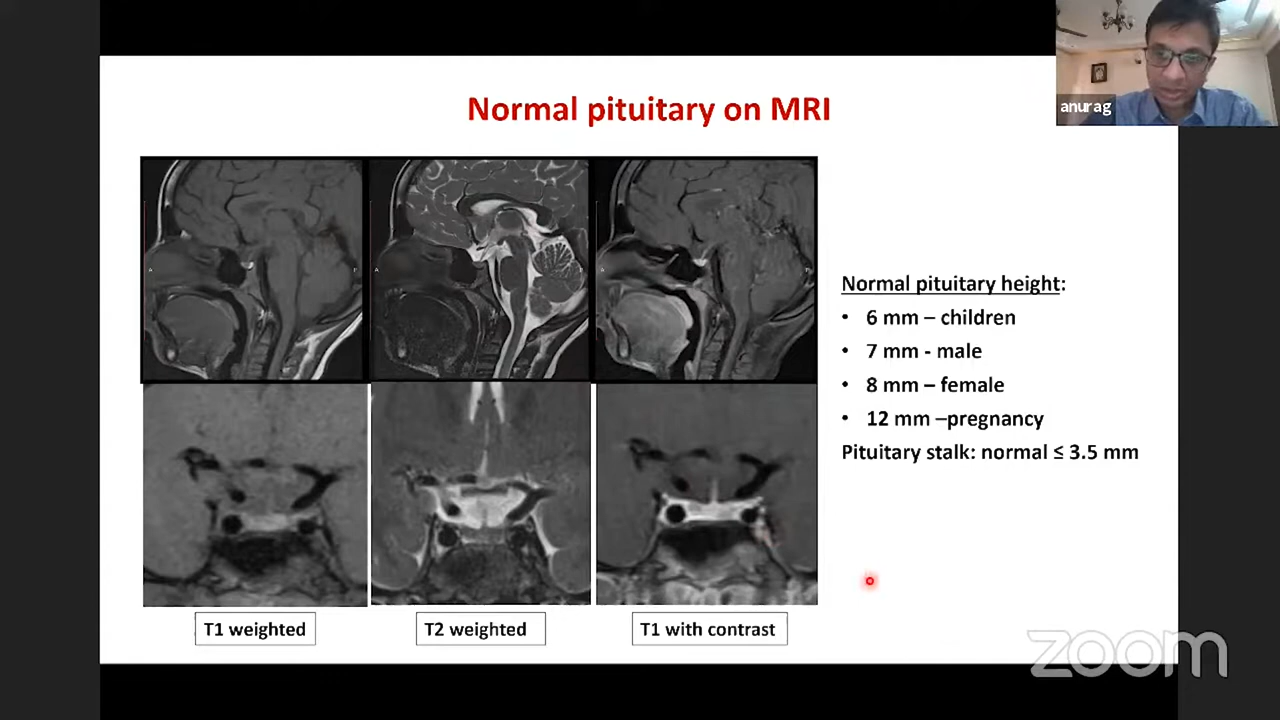 anurag
Normal pituitary on MRI
Normal pituitary height:
• 6 mm – children
• 7 mm - male
• 8 mm – female
• 12 mm –pregnancy
Pituitary stalk: normal ≤ 3.5 mm
T1 weighted
T2 weighted
T1 with contrast
zoom